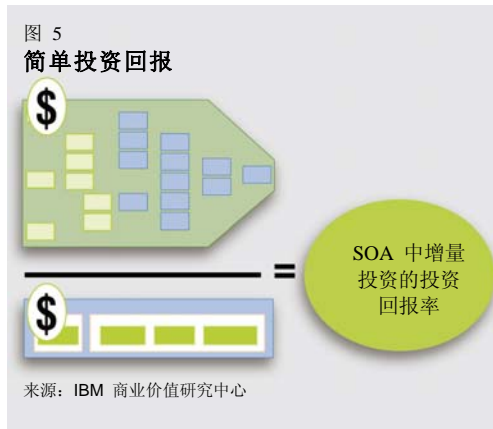 图 5
简单投资回报
$
=
$
SOA 中增量
投资的投资
回报率
来源：IBM 商业价值研究中心